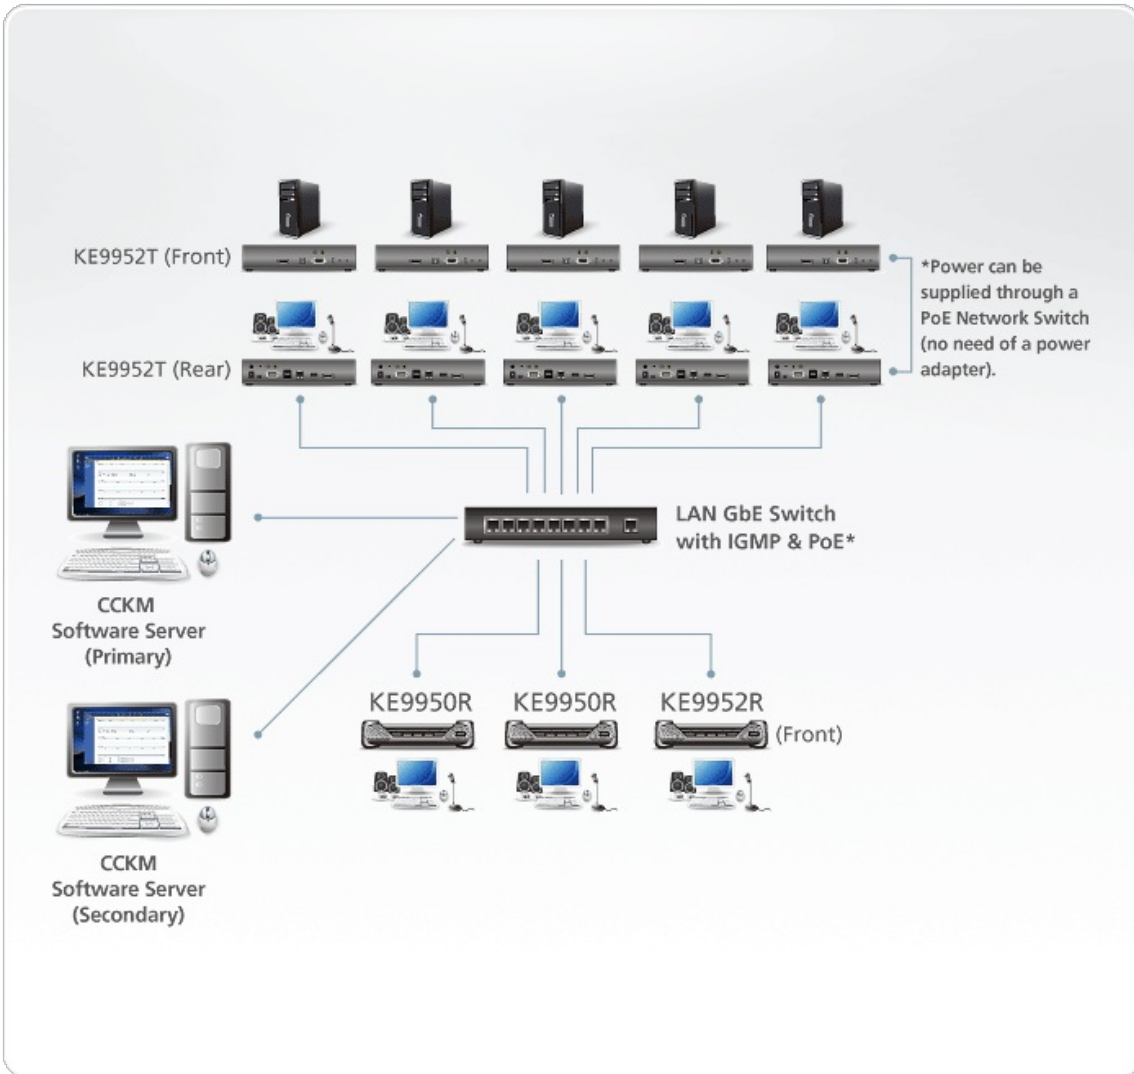 KE9952T (Front)
*Power can be
supplied through a
PoE Network Switch
(no need of a power
adapter).
KE9952T (Rear)
LAN GbE Switch
with IGMP & PoE*
CCKM
Software Server
(Primary)
KE9950R
KE9950R
KE9952R
(Front)
CCKM
Software Server
(Secondary)